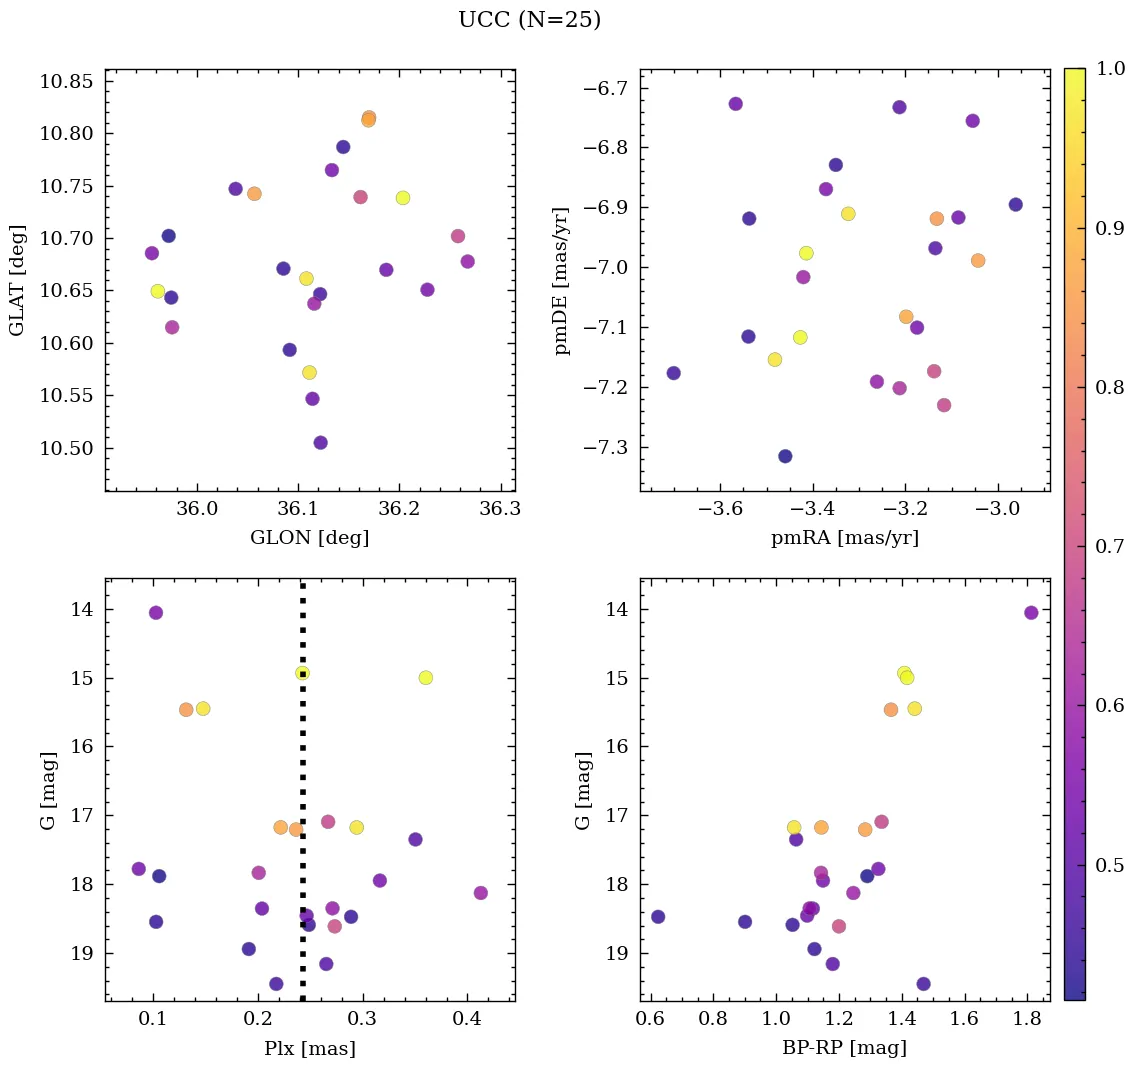 UCC (N=25)
10.85
10.80
10.75
10.70
10.65
10.60
10.55
10.50
GLAT [deg]
36.0 36.1 36.2 36.3
GLON [deg]
−6.7
−6.8
−6.9
−7.0
−7.1
−7.2
−7.3
pmDE [mas/yr]
−3.6 −3.4 −3.2 −3.0
pmRA [mas/yr]
1.0
0.9
0.8
0.7
0.6
0.5
14
15
16
17
18
19
G [mag]
0.1 0.2 0.3 0.4
Plx [mas]
14
15
16
17
18
19
G [mag]
0.6 0.8 1.0 1.2 1.4 1.6 1.8
BP-RP [mag]